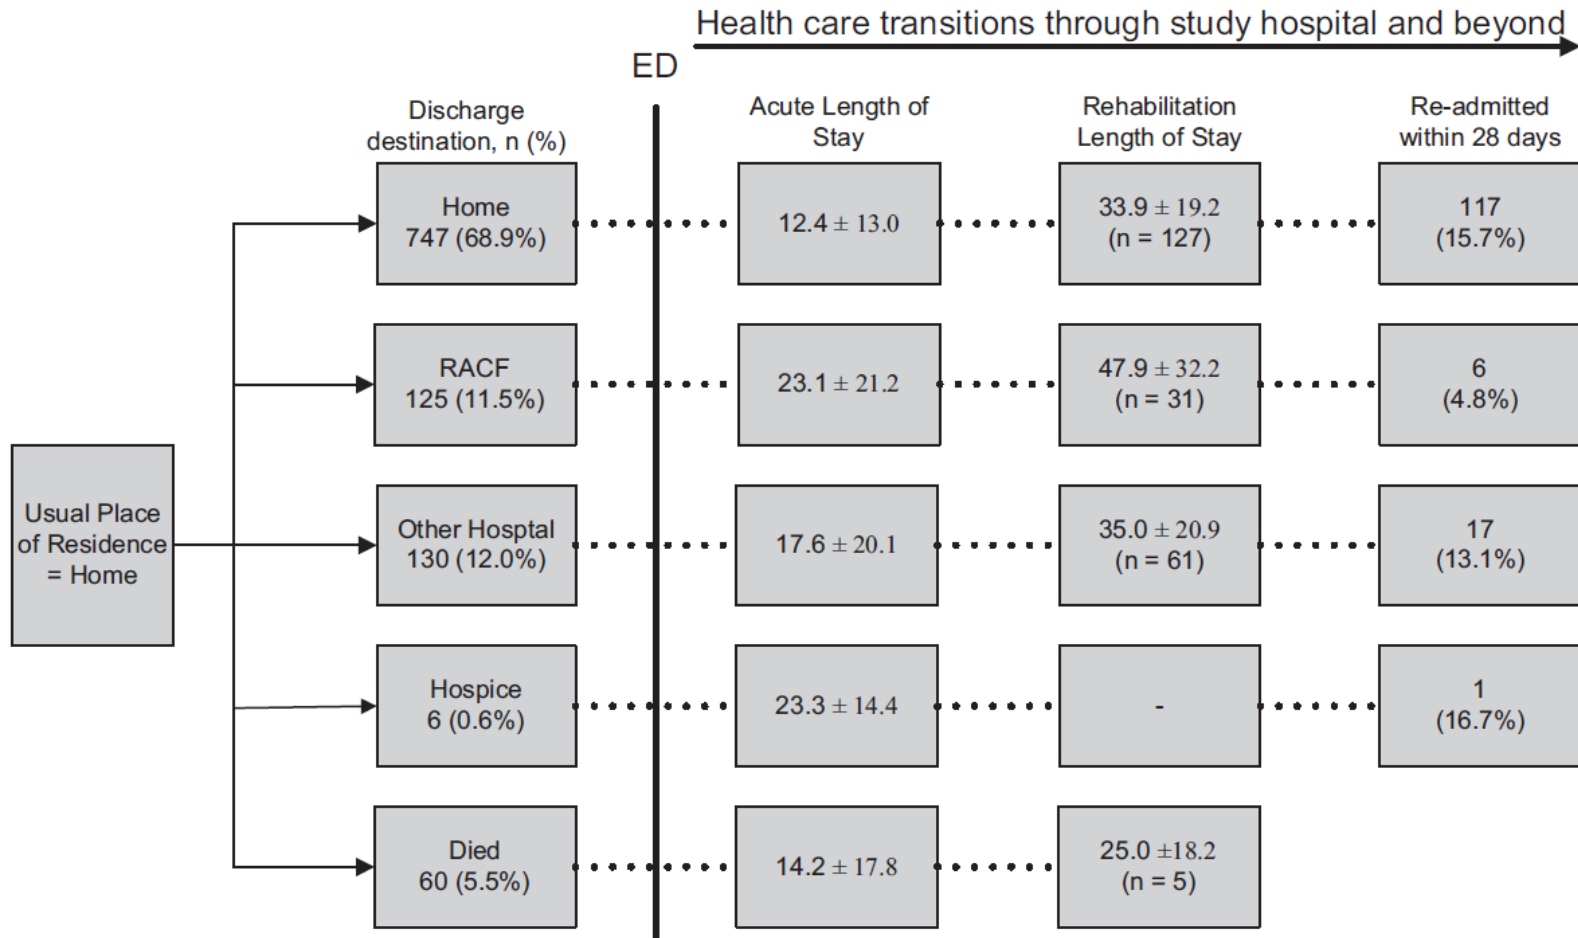 Health care transitions through study hospital and beyond
ED
Discharge
destination, n (%)
Acute Length of
Stay
Rehabilitation
Length of Stay
Re-admitted
within 28 days
Home
747 (68.9%)
12.4 ± 13.0
33.9 ± 19.2
(n = 127)
117
(15.7%)
RACF
125 (11.5%)
23.1 ± 21.2
47.9 ± 32.2
(n = 31)
6
(4.8%)
Usual Place
of Residence
= Home
Other Hosptal
130 (12.0%)
17.6 ± 20.1
35.0 ± 20.9
(n = 61)
17
(13.1%)
Hospice
6 (0.6%)
23.3 ± 14.4
-
1
(16.7%)
Died
60 (5.5%)
14.2 ± 17.8
25.0 ±18.2
(n = 5)